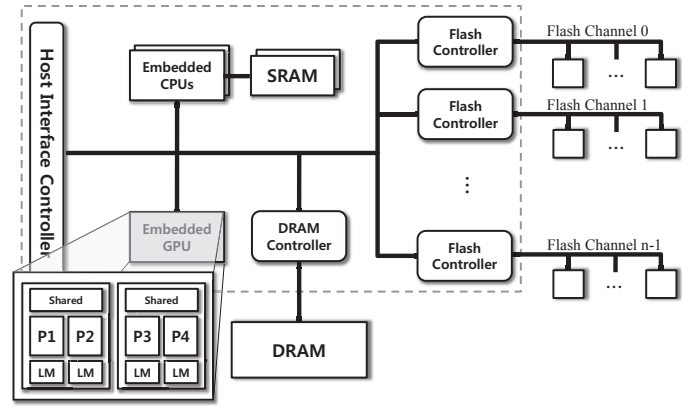 Host Interface Controller
Embedded
CPUs
SRAM
Flash
Controller
Flash Channel 0
...
Flash
Controller
Flash Channel 1
...
...
Embedded
GPU
DRAM
Controller
Flash
Controller
Flash Channel n-1
...
Shared
Shared
P1
P2
P3
P4
LM
LM
LM
LM
DRAM